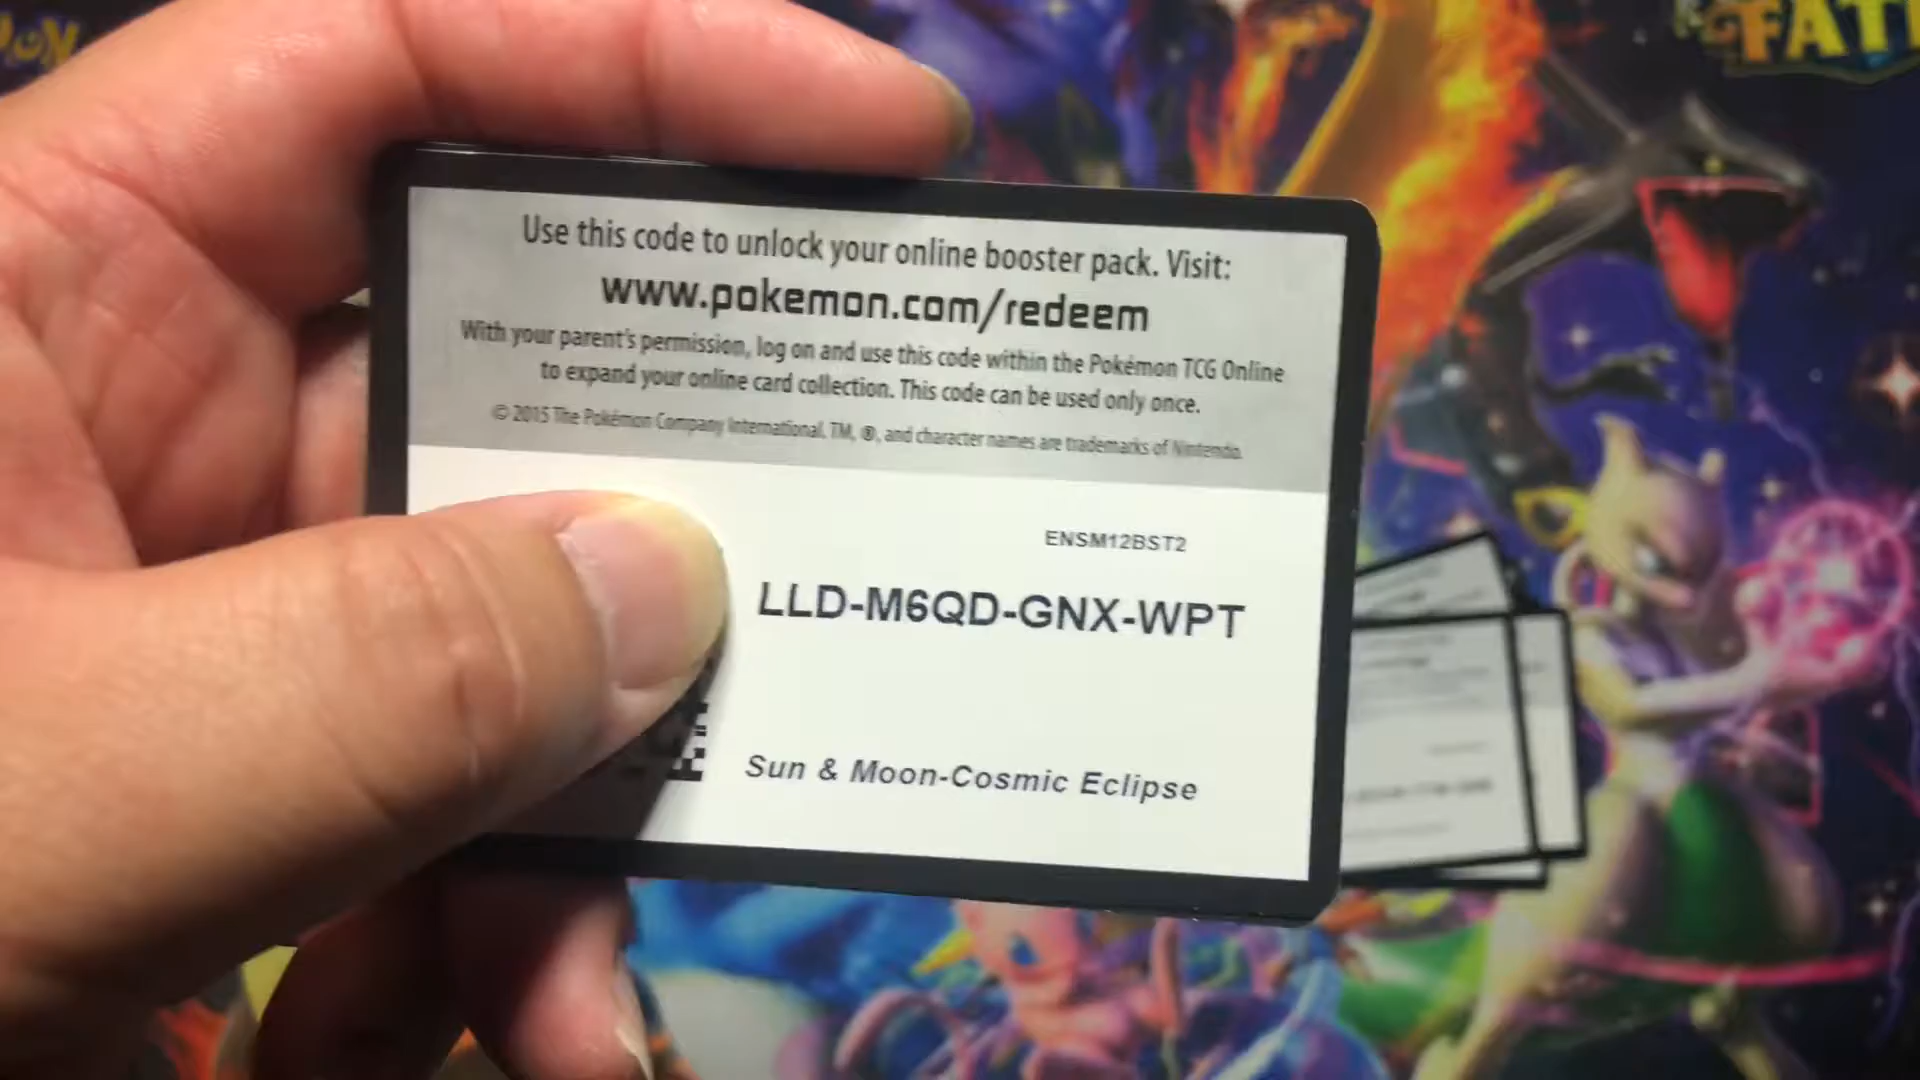 FAT
Use this code to unlock your online booster pack. Visit:
www.pokemon.com/redeem
With your parent's permission, log on and use this code within the Pokémon TCG Online
to expand your online card collection. This code can be used only once.
© 2015 The Pokémon Company International. TM, ®, and character names are trademarks of Nintendo.
ENSM12BST2
LLD-M6QD-GNX-WPT
Sun & Moon-Cosmic Eclipse